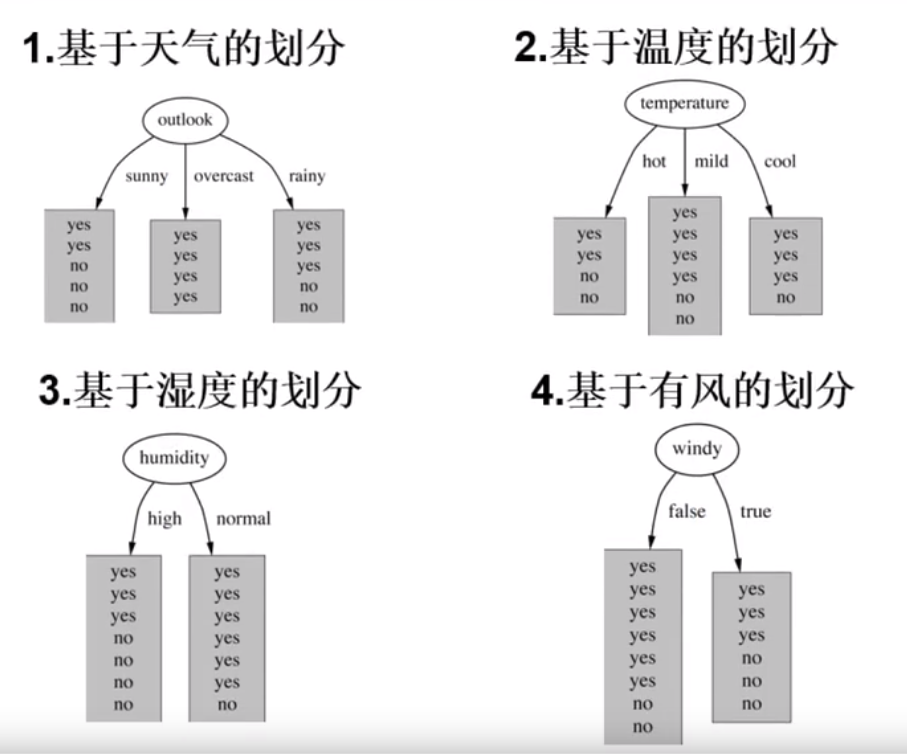 1.基于天气的划分
outlook
sunny
overcast
rainy
yes
yes
no
no
no
yes
yes
yes
yes
yes
yes
yes
no
no
2.基于温度的划分
temperature
hot
mild
cool
yes
yes
no
no
yes
yes
yes
yes
no
no
yes
yes
yes
no
3.基于湿度的划分
humidity
high
normal
yes
yes
yes
no
no
no
no
yes
yes
yes
yes
yes
yes
no
4.基于有风的划分
windy
false
true
yes
yes
yes
yes
yes
yes
no
no
yes
yes
yes
no
no
no